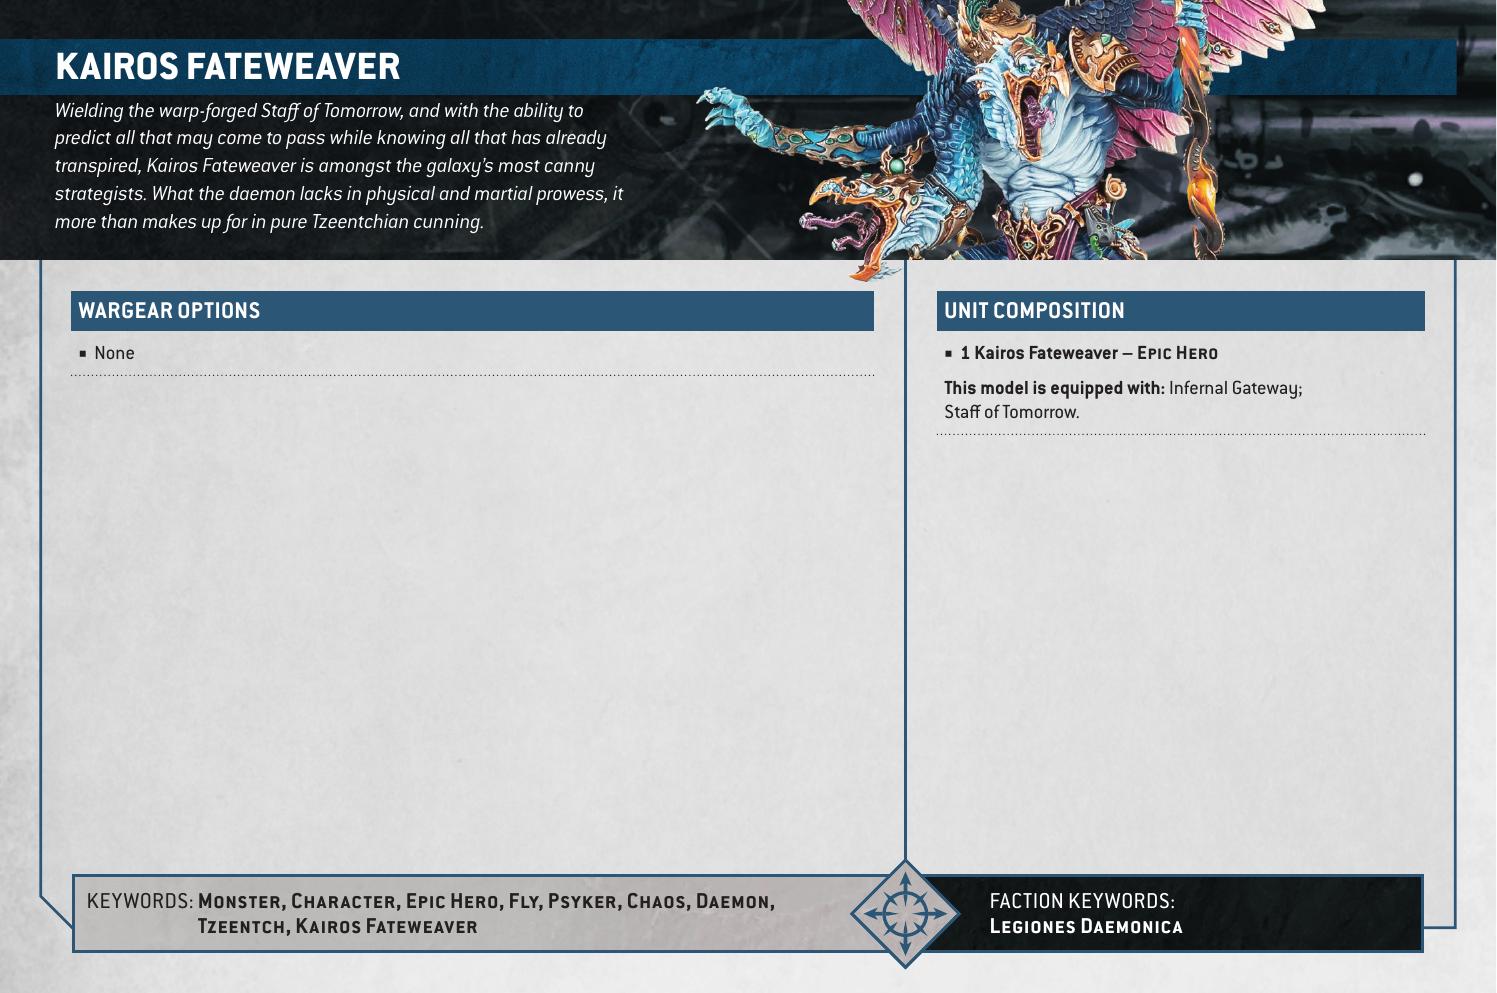 KAIROS FATEWEAVER
Wielding the warp-forged Staff of Tomorrow, and with the ability to
predict all that may come to pass while knowing all that has already
transpired, Kairos Fateweaver is amongst the galaxy's most canny
strategists. What the daemon lacks in physical and martial prowess, it
more than makes up for in pure Tzeentchian cunning.
WARGEAR OPTIONS
■ None
UNIT COMPOSITION
■ 1 Kairos Fateweaver – EPIC HERO
This model is equipped with: Infernal Gateway;
Staff of Tomorrow.
KEYWORDS: MONSTER, CHARACTER, EPIC HERO, FLY, PSYKER, CHAOS, DAEMON,
TZEENTCH, KAIROS FATEWEAVER
FACTION KEYWORDS:
LEGIONES DAEMONICA